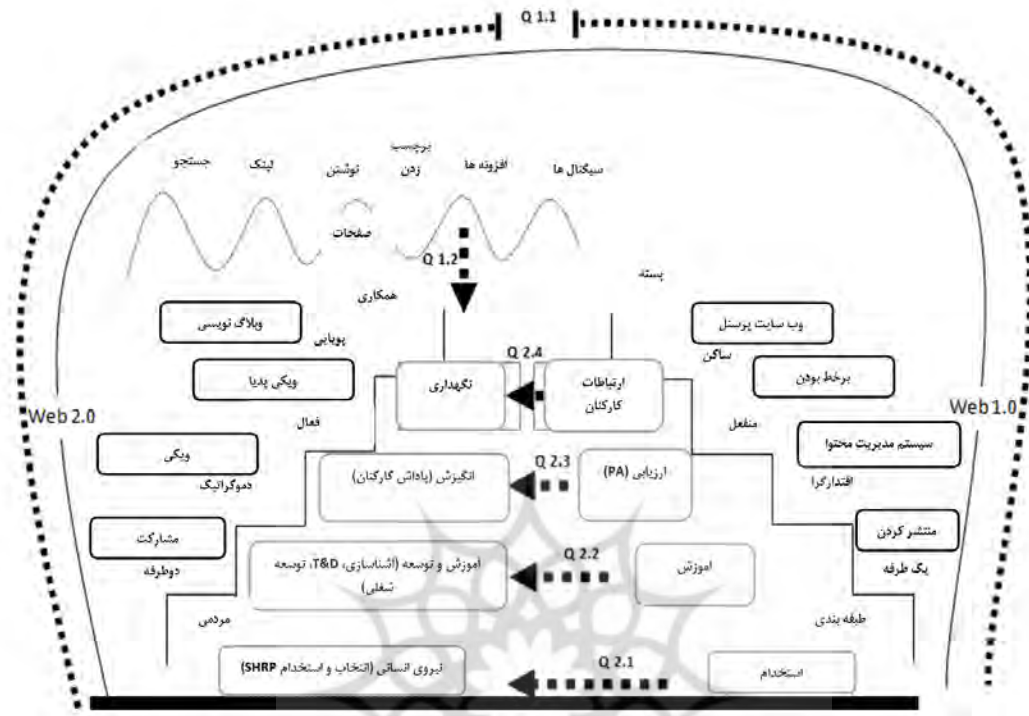 Q 1.1
سیگنال ها
افزونه ها
برچسب
زدن
نوشتن
لینک
جستجو
صفحات
Q 1.2
بسته
همکاری
وب سایت پرسنل
وبلاگ نویسی
ساکن
پویایی
Q 2.4
برخط بودن
ارتباطات
کارکنان
نگهداری
ویکی پدیا
Web 1.0
Web 2.0
منفعل
فعال
سیستم مدیریت محتوا
ویکی
اقتدارگرا
ارزیابی (PA)
Q 2.3
انگیزش (پاداش کارکنان)
دموکراتیک
منتشر کردن
مشارکت
یک طرفه
دوطرفه
آموزش
Q 2.2
آموزش و توسعه (آشناسازی، T&D، توسعه
شغلی)
طبقه بندی
مردمی
استخدام
Q 2.1
نیروی انسانی (انتخاب و استخدام SHRP)